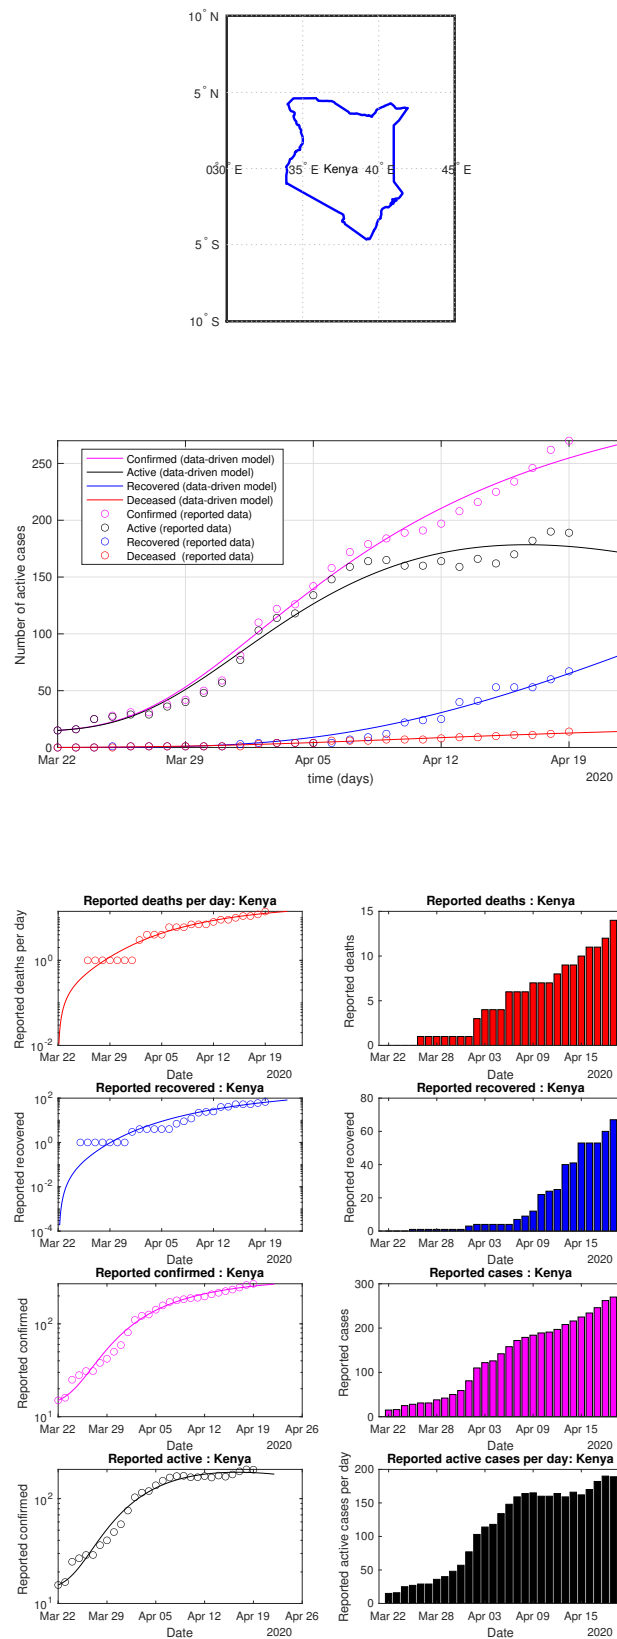 10° N
5° N
030° E 35° E Kenya 40° E 45° E
5° S
10° S
Number of active cases
250
200
150
100
50
0
Confirmed (data-driven model)
Active (data-driven model)
Recovered (data-driven model)
Deceased (data-driven model)
Confirmed (reported data)
Active (reported data)
Recovered (reported data)
Deceased (reported data)
Mar 22 Mar 29 Apr 05 Apr 12 Apr 19
time (days) 2020
Reported deaths per day: Kenya
Reported deaths per day
10^0
10^-2
Mar 22 Mar 29 Apr 05 Apr 12 Apr 19
Date 2020
Reported deaths : Kenya
Reported deaths
15
10
5
0
Mar 22 Mar 28 Apr 03 Apr 09 Apr 15
Date 2020
Reported recovered : Kenya
Reported recovered
10^2
10^0
10^-2
10^-4
Mar 22 Mar 29 Apr 05 Apr 12 Apr 19
Date 2020
Reported recovered : Kenya
Reported recovered
80
60
40
20
0
Mar 22 Mar 28 Apr 03 Apr 09 Apr 15
Date 2020
Reported confirmed : Kenya
Reported confirmed
10^2
10^1
Mar 22 Mar 29 Apr 05 Apr 12 Apr 19 Apr 26
Date 2020
Reported cases : Kenya
Reported cases
300
200
100
0
Mar 22 Mar 28 Apr 03 Apr 09 Apr 15
Date 2020
Reported active : Kenya
Reported confirmed
10^2
10^1
Mar 22 Mar 29 Apr 05 Apr 12 Apr 19 Apr 26
Date 2020
Reported active cases per day: Kenya
Reported active cases per day
200
150
100
50
0
Mar 22 Mar 28 Apr 03 Apr 09 Apr 15
Date 2020